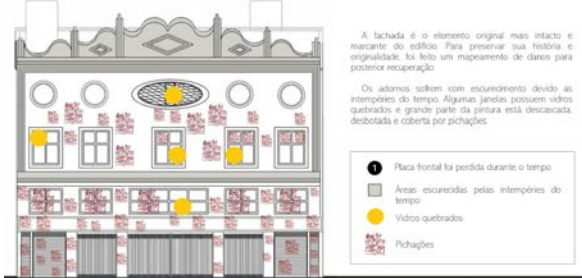 A fachada é o elemento original mais intacto e
marcante do edifício. Para preservar sua história e
originalidade, foi feito um mapeamento de danos para
posterior recuperação.
Os adornos sofrem com escurecimento devido as
intempéries do tempo. Algumas janelas possuem vidros
quebrados e grande parte da pintura está descascada,
desbotada e coberta por pichações.
1 Placa frontal foi perdida durante o tempo
Áreas escurecidas pelas intempéries do
tempo
Vidros quebrados
Pichações